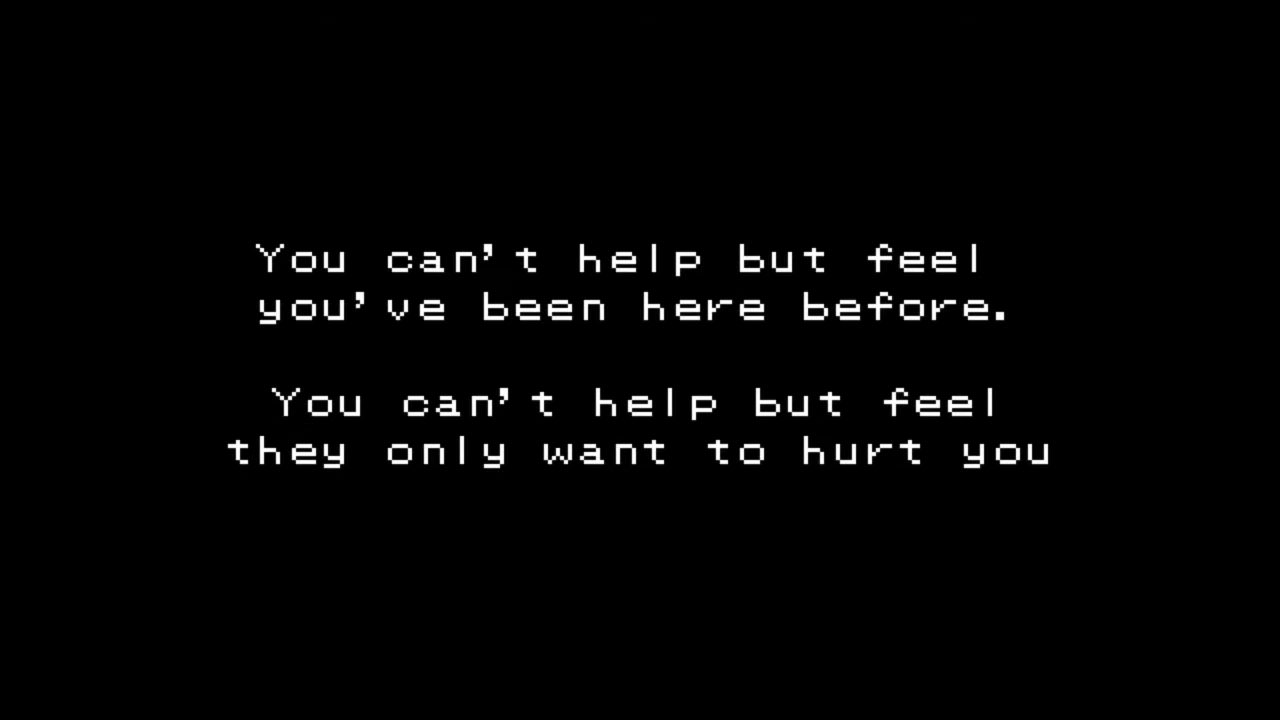 You can't help but feel
you've been here before.
You can't help but feel
they only want to hurt you